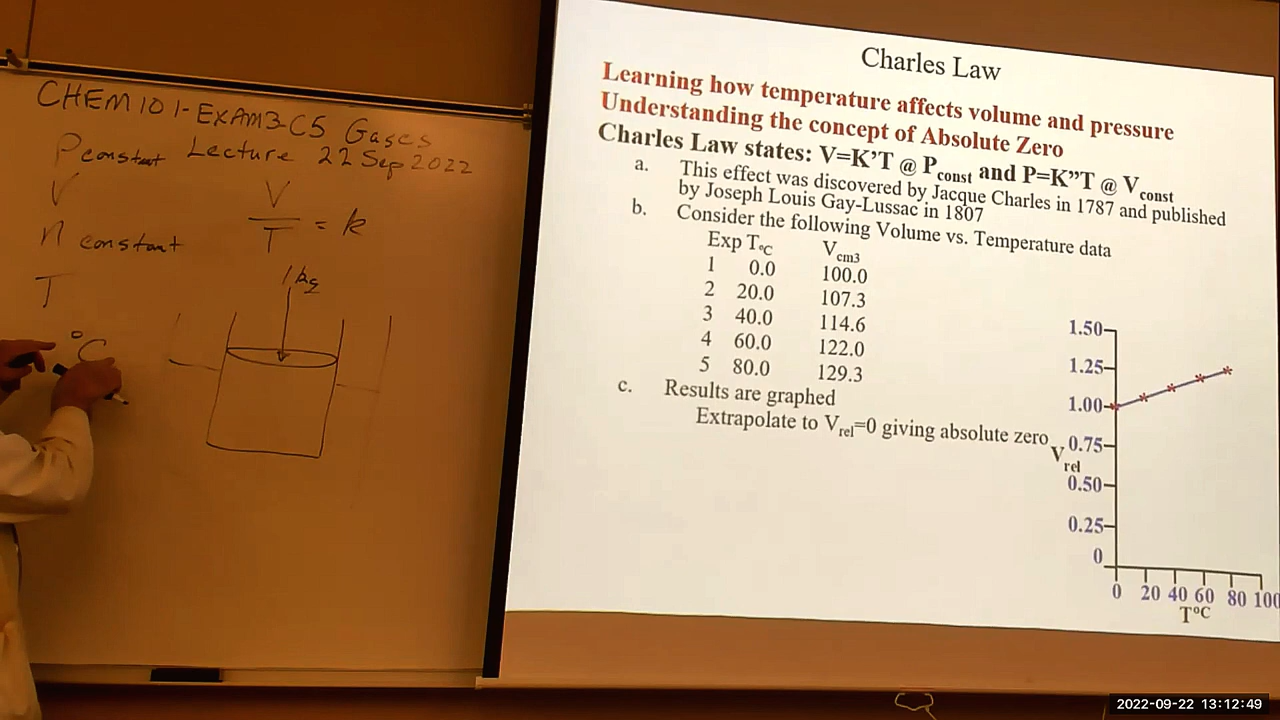 CHEM 101-EXAM3-C5 Gases
Pconstant Lecture 22 Sep 2022
V
V
T
= k
n constant
T
1 kg
°C
Charles Law
Learning how temperature affects volume and pressure
Understanding the concept of Absolute Zero
Charles Law states: V=K’T @ Pconst and P=K”T @ Vconst
a. This effect was discovered by Jacque Charles in 1787 and published
by Joseph Louis Gay-Lussac in 1807
b. Consider the following Volume vs. Temperature data
Exp T°C Vcm3
1 0.0 100.0
2 20.0 107.3
3 40.0 114.6
4 60.0 122.0
5 80.0 129.3
c. Results are graphed
Extrapolate to Vrel=0 giving absolute zero
1.50
1.25
1.00
0.75
Vrel
0.50
0.25
0
0 20 40 60 80 100
T°C
2022-09-22 13:12:49